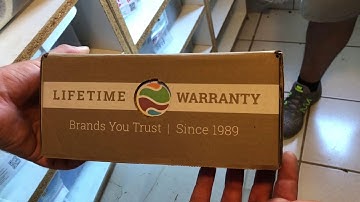 LIFETIME WARRANTY
Brands You Trust | Since 1989